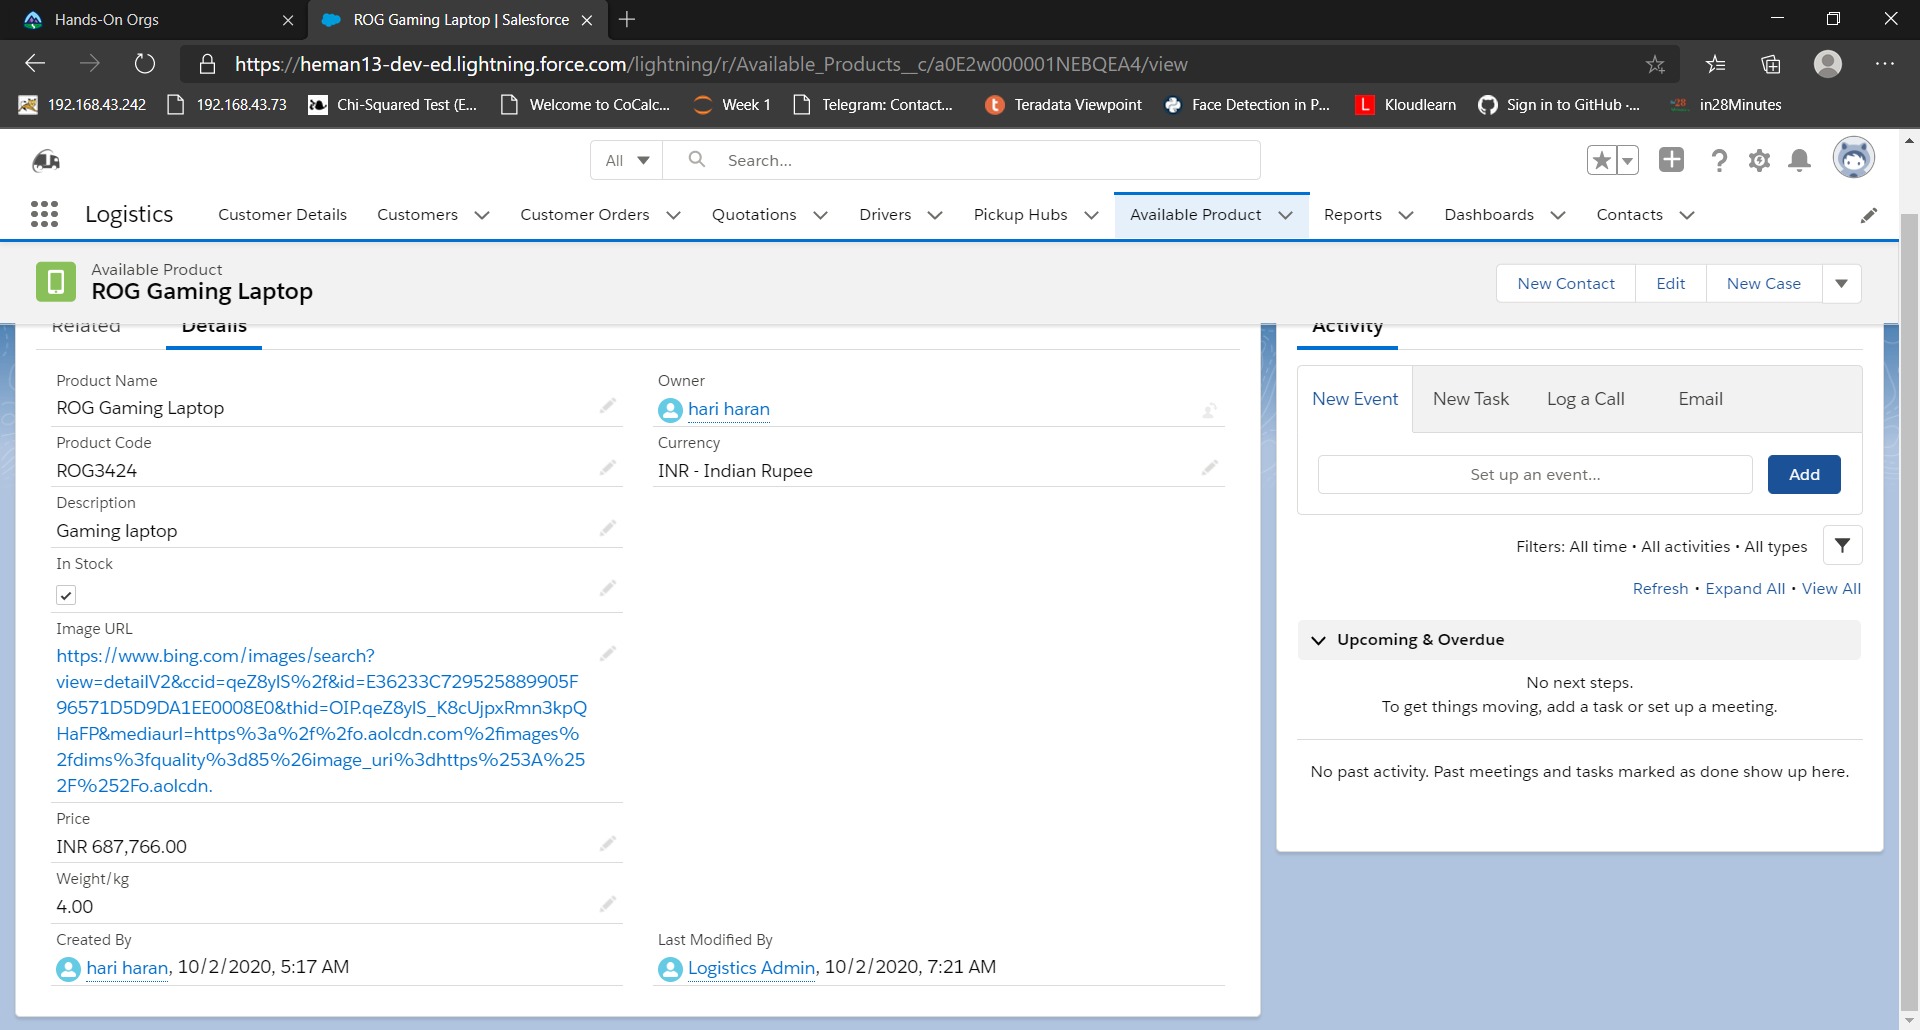 Hands-On Orgs
ROG Gaming Laptop | Salesforce
https://heman13-dev-ed.lightning.force.com/lightning/r/Available_Products__c/a0E2w000001NEBQEA4/view
192.168.43.242
192.168.43.73
Chi-Squared Test (E...
Welcome to CoCalc...
Week 1
Telegram: Contact...
Teradata Viewpoint
Face Detection in P...
Kloudlearn
Sign in to GitHub ·...
in28Minutes
All
Search...
Logistics
Customer Details
Customers
Customer Orders
Quotations
Drivers
Pickup Hubs
Available Product
Reports
Dashboards
Contacts
Available Product
ROG Gaming Laptop
New Contact
Edit
New Case
Related
Details
Product Name
ROG Gaming Laptop
Owner
hari haran
Product Code
ROG3424
Currency
INR - Indian Rupee
Description
Gaming laptop
In Stock
Image URL
https://www.bing.com/images/search?
view=detailV2&ccid=qeZ8yIS%2f&id=E36233C729525889905F
96571D5D9DA1EE0008E0&thid=OIP.qeZ8yIS_K8cUjpxRmn3kpQ
HaFP&mediaurl=https%3a%2f%2fo.aolcdn.com%2fimages%
2fdims%3fquality%3d85%26image_uri%3dhttps%253A%25
2F%252Fo.aolcdn.
Price
INR 687,766.00
Weight/kg
4.00
Created By
hari haran, 10/2/2020, 5:17 AM
Last Modified By
Logistics Admin, 10/2/2020, 7:21 AM
Activity
New Event
New Task
Log a Call
Email
Set up an event...
Add
Filters: All time • All activities • All types
Refresh • Expand All • View All
Upcoming & Overdue
No next steps.
To get things moving, add a task or set up a meeting.
No past activity. Past meetings and tasks marked as done show up here.